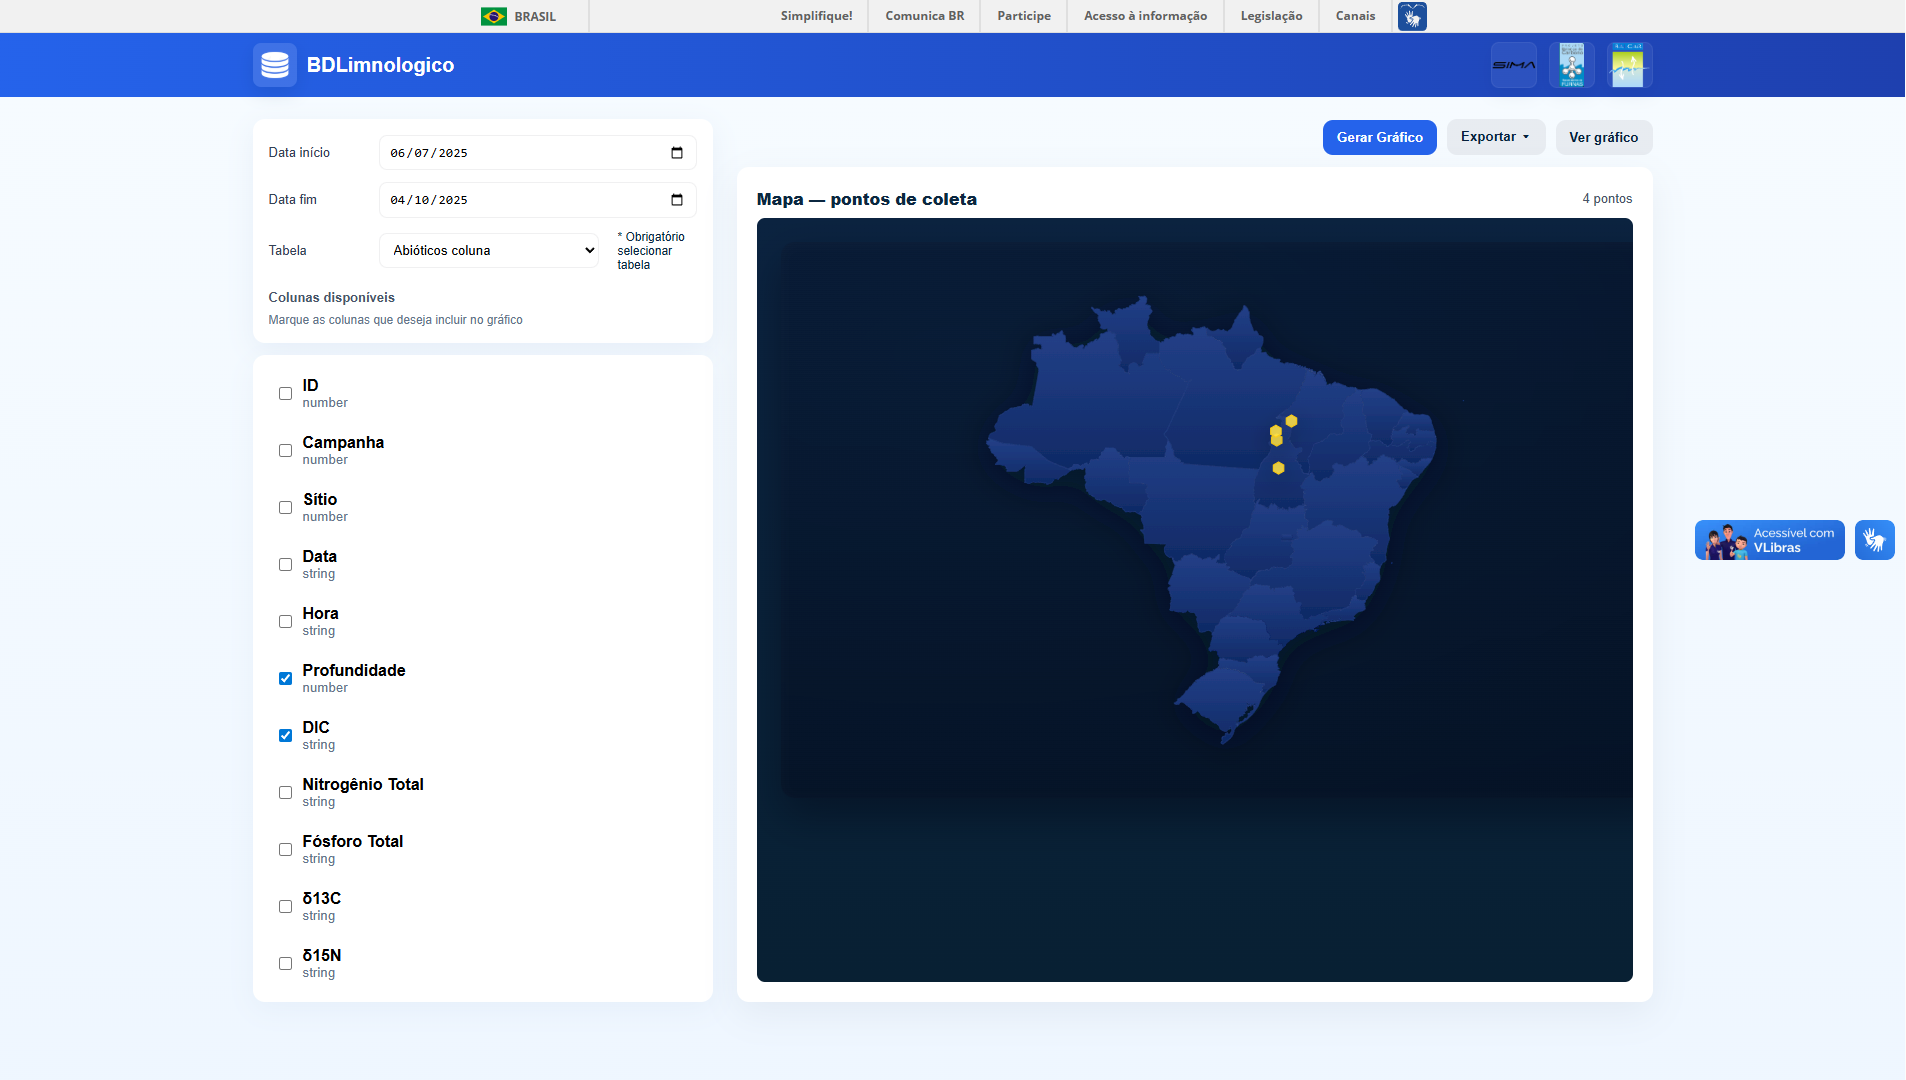 BRASIL
Simplifique!
Comunica BR
Participe
Acesso à informação
Legislação
Canais
BDLimnologico
SIMA
Data início
06/07/2025
Data fim
04/10/2025
Tabela
Abióticos coluna
* Obrigatório
selecionar
tabela
Colunas disponíveis
Marque as colunas que deseja incluir no gráfico
ID
number
Campanha
number
Sítio
number
Data
string
Hora
string
Profundidade
number
DIC
string
Nitrogênio Total
string
Fósforo Total
string
δ13C
string
δ15N
string
Gerar Gráfico
Exportar
Ver gráfico
Mapa — pontos de coleta
4 pontos
Acessível com
VLibras